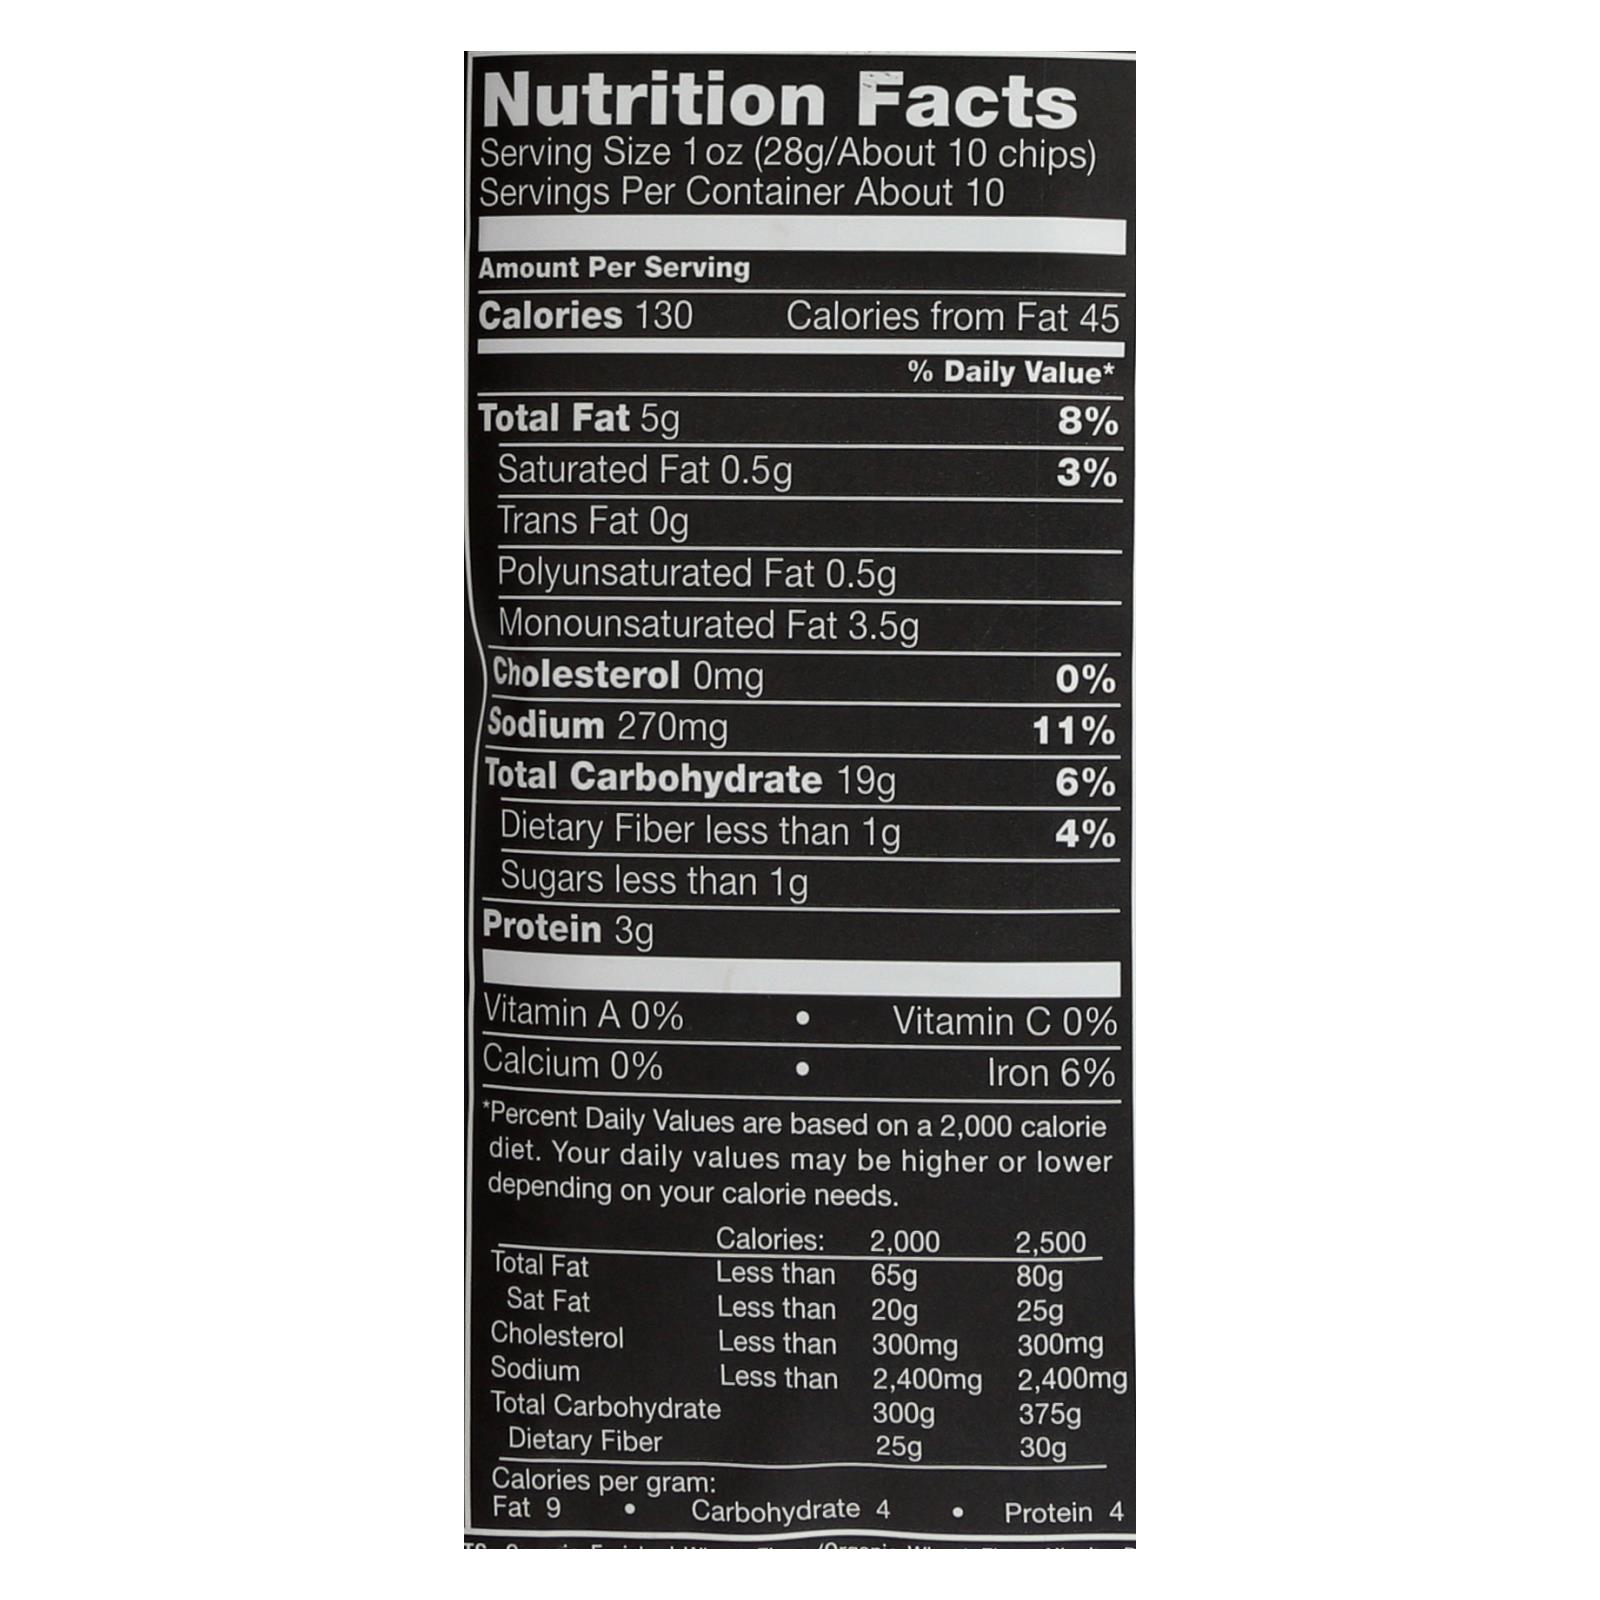 Nutrition Facts
Serving Size 1 oz (28g/About 10 chips)
Servings Per Container About 10
Amount Per Serving
Calories 130 Calories from Fat 45
% Daily Value*
Total Fat 5g 8%
Saturated Fat 0.5g 3%
Trans Fat 0g
Polyunsaturated Fat 0.5g
Monounsaturated Fat 3.5g
Cholesterol 0mg 0%
Sodium 270mg 11%
Total Carbohydrate 19g 6%
Dietary Fiber less than 1g 4%
Sugars less than 1g
Protein 3g
Vitamin A 0% • Vitamin C 0%
Calcium 0% • Iron 6%
*Percent Daily Values are based on a 2,000 calorie
diet. Your daily values may be higher or lower
depending on your calorie needs.
Calories: 2,000 2,500
Total Fat Less than 65g 80g
Sat Fat Less than 20g 25g
Cholesterol Less than 300mg 300mg
Sodium Less than 2,400mg 2,400mg
Total Carbohydrate 300g 375g
Dietary Fiber 25g 30g
Calories per gram:
Fat 9 • Carbohydrate 4 • Protein 4